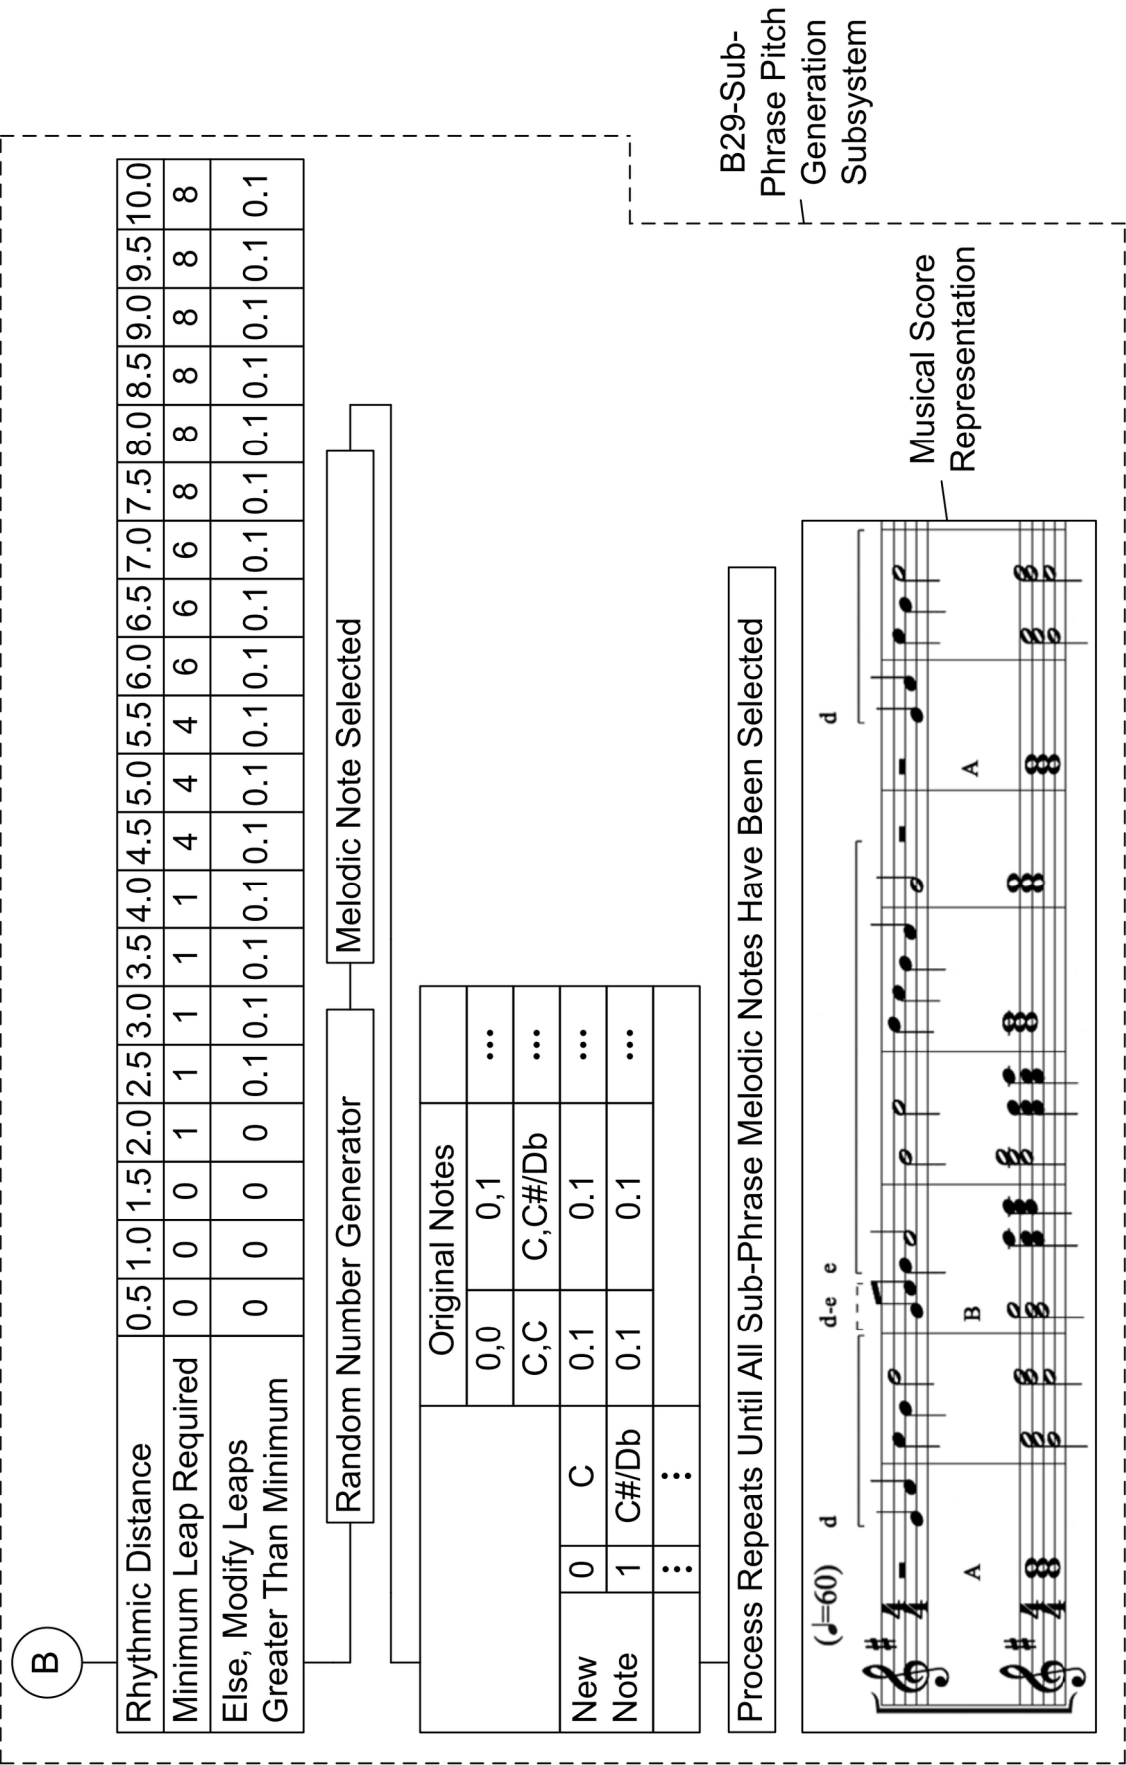 B
Rhythmic Distance 0.5 1.0 1.5 2.0 2.5 3.0 3.5 4.0 4.5 5.0 5.5 6.0 6.5 7.0 7.5 8.0 8.5 9.0 9.5 10.0
Minimum Leap Required 0 0 0 1 1 1 1 1 4 4 4 6 6 6 8 8 8 8 8 8
Else, Modify Leaps
Greater Than Minimum 0 0 0 0 0.1 0.1 0.1 0.1 0.1 0.1 0.1 0.1 0.1 0.1 0.1 0.1 0.1 0.1 0.1 0.1
Random Number Generator Melodic Note Selected
Original Notes
0,0 0,1 ...
C,C C,C#/Db ...
New 0 C 0.1 0.1 ...
Note 1 C#/Db 0.1 0.1 ...
⋮ ⋮
Process Repeats Until All Sub-Phrase Melodic Notes Have Been Selected
(♩=60) d d-e e d
4
4
A B A
4
4
Musical Score
Representation
B29-Sub-
Phrase Pitch
Generation
Subsystem